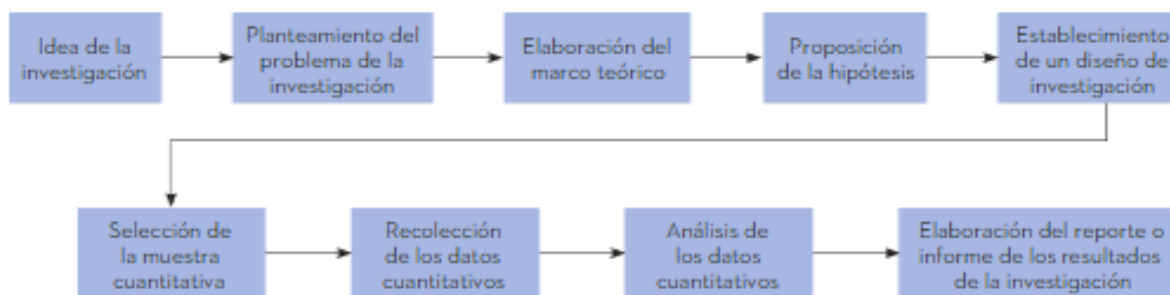 Idea de la
investigación
Planteamiento del
problema de la
investigación
Elaboración del
marco teórico
Proposición
de la hipótesis
Establecimiento
de un diseño de
investigación
Selección de
la muestra
cuantitativa
Recolección
de los datos
cuantitativos
Análisis de
los datos
cuantitativos
Elaboración del reporte o
informe de los resultados
de la investigación